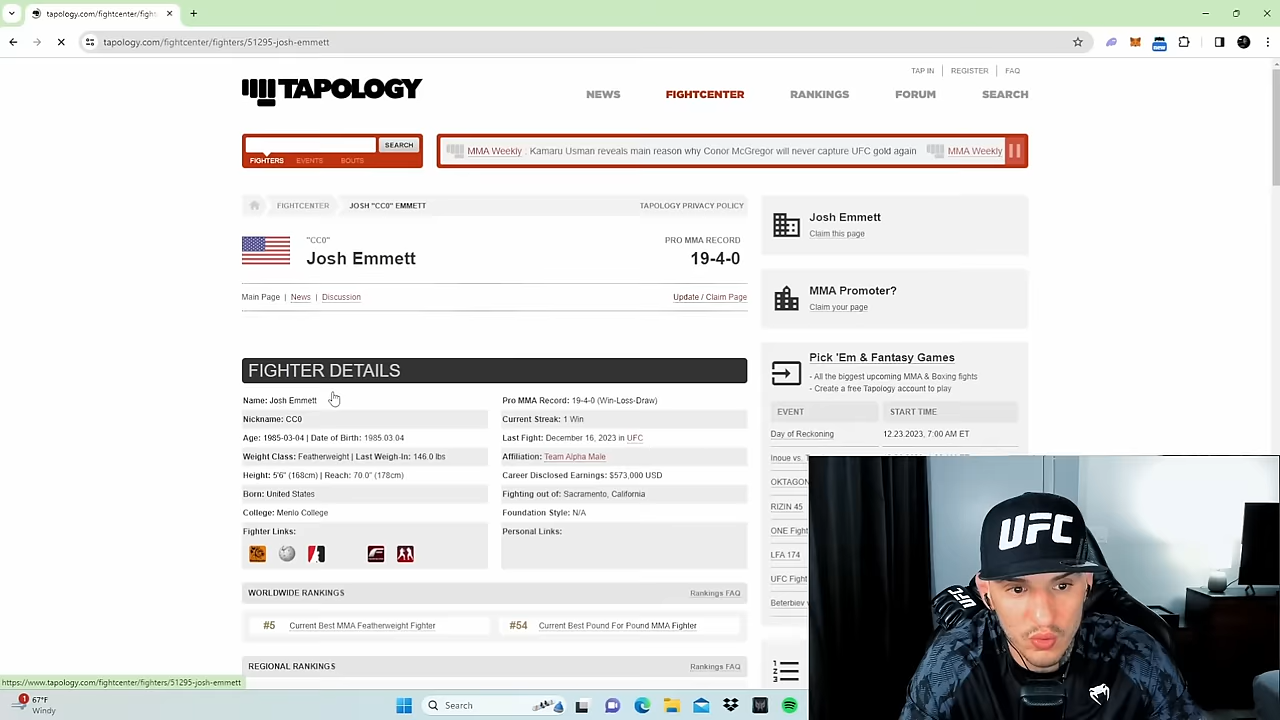 tapology.com/fightcenter/fight
tapology.com/fightcenter/fighters/51295-josh-emmett
new
TAP IN | REGISTER | FAQ
TAPOLOGY
NEWS FIGHTCENTER RANKINGS FORUM SEARCH
SEARCH
FIGHTERS EVENTS BOUTS
MMA Weekly : Kamaru Usman reveals main reason why Conor McGregor will never capture UFC gold again MMA Weekly
FIGHTCENTER JOSH "CC0" EMMETT TAPOLOGY PRIVACY POLICY
"CC0" PRO MMA RECORD
Josh Emmett 19-4-0
Main Page | News | Discussion Update / Claim Page
Josh Emmett
Claim this page
MMA Promoter?
Claim your page
FIGHTER DETAILS
Name: Josh Emmett Pro MMA Record: 19-4-0 (Win-Loss-Draw)
Nickname: CC0 Current Streak: 1 Win
Age: 1985-03-04 | Date of Birth: 1985.03.04 Last Fight: December 16, 2023 in UFC
Weight Class: Featherweight | Last Weigh-In: 146.0 lbs Affiliation: Team Alpha Male
Height: 5'6" (168cm) | Reach: 70.0" (178cm) Career Disclosed Earnings: $573,000 USD
Born: United States Fighting out of: Sacramento, California
College: Menlo College Foundation Style: N/A
Fighter Links: Personal Links:
WORLDWIDE RANKINGS Rankings FAQ
#5 Current Best MMA Featherweight Fighter #54 Current Best Pound For Pound MMA Fighter
REGIONAL RANKINGS Rankings FAQ
Pick 'Em & Fantasy Games
- All the biggest upcoming MMA & Boxing fights
- Create a free Tapology account to play
EVENT START TIME
Day of Reckoning 12.23.2023, 7:00 AM ET
Inoue vs.
OKTAGON
RIZIN 45
ONE Fight
LFA 174
UFC Fight
Beterbiev
UFC
UFC
https://www.tapology.com/fightcenter/fighters/51295-josh-emmett
1
67°F
Windy
Search